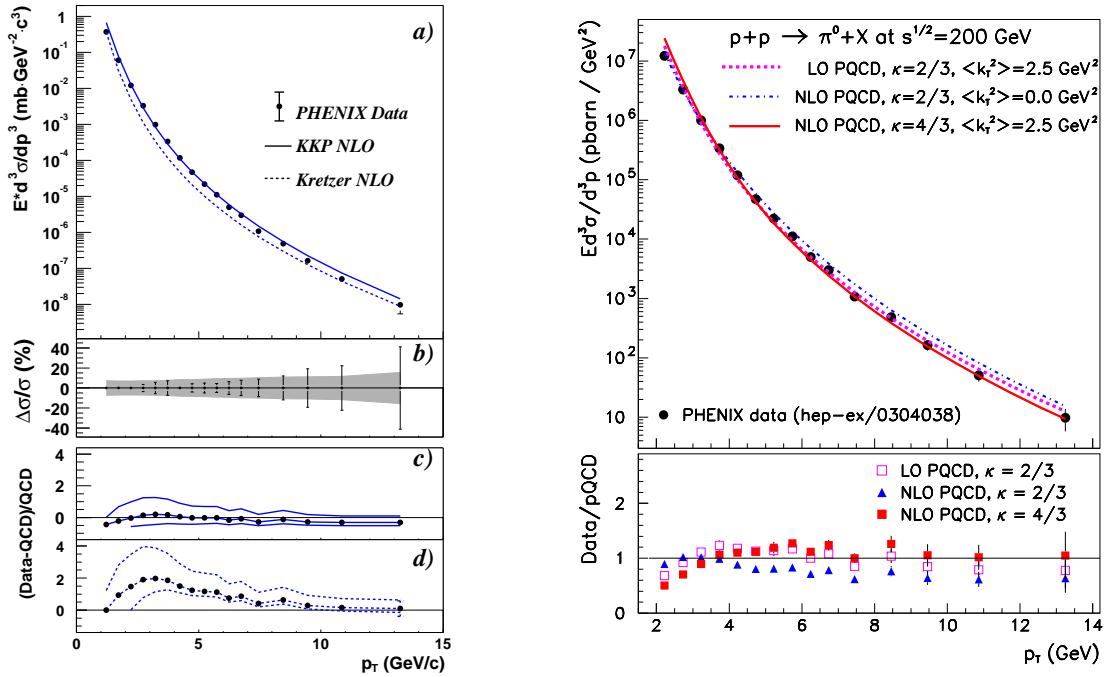 1
10⁻¹
10⁻²
10⁻³
10⁻⁴
10⁻⁵
10⁻⁶
10⁻⁷
10⁻⁸
E*d³σ/dp³ (mb·GeV⁻²·c³)
a)
PHENIX Data
KKP NLO
Kretzer NLO
40
20
0
-20
-40
Δσ/σ (%)
b)
4
2
0
c)
(Data-QCD)/QCD
4
2
0
d)
0
5
10
15
p_T (GeV/c)
p+p → π⁰+X at s^{1/2}=200 GeV
LO PQCD, κ=2/3, <k_T²>=2.5 GeV²
NLO PQCD, κ=2/3, <k_T²>=0.0 GeV²
NLO PQCD, κ=4/3, <k_T²>=2.5 GeV²
10⁷
10⁶
10⁵
10⁴
10³
10²
10
Ed³σ/d³p (pbarn / GeV²)
PHENIX data (hep-ex/0304038)
LO PQCD, κ = 2/3
NLO PQCD, κ = 2/3
NLO PQCD, κ = 4/3
2
1
0
Data/pQCD
2
4
6
8
10
12
14
p_T (GeV)